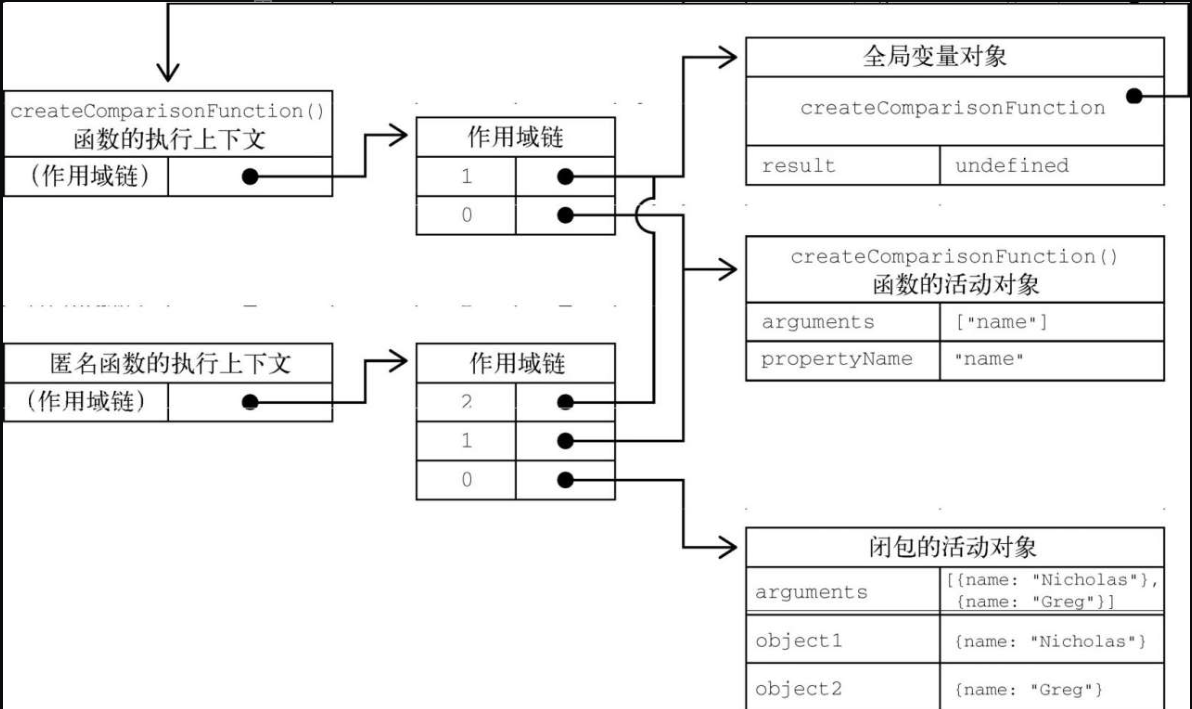 createComparisonFunction()
函数的执行上下文
(作用域链)
作用域链
1
0
全局变量对象
createComparisonFunction
result
undefined
createComparisonFunction()
函数的活动对象
arguments
["name"]
propertyName
"name"
匿名函数的执行上下文
(作用域链)
作用域链
2
1
0
闭包的活动对象
arguments
[{name: "Nicholas"},
{name: "Greg"}]
object1
{name: "Nicholas"}
object2
{name: "Greg"}